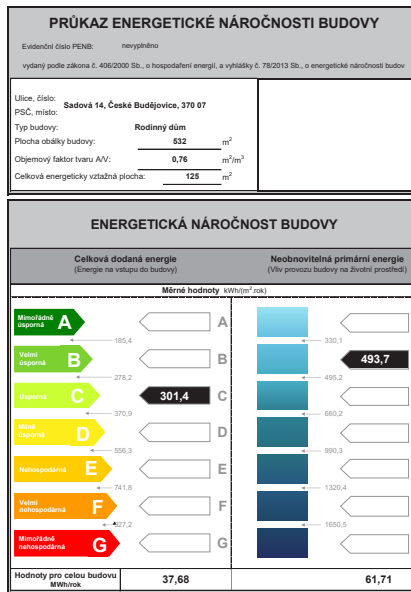 PRŮKAZ ENERGETICKÉ NÁROČNOSTI BUDOVY
Evidenční číslo PENB: nevyplněno
vydaný podle zákona č. 406/2000 Sb., o hospodaření energií, a vyhlášky č. 78/2013 Sb., o energetické náročnosti budov
Ulice, číslo: Sadová 14, České Budějovice, 370 07
PSČ, místo:
Typ budovy: Rodinný dům
Plocha obálky budovy: 532 m²
Objemový faktor tvaru A/V: 0,76 m²/m³
Celková energeticky vztažná plocha: 125 m²
ENERGETICKÁ NÁROČNOST BUDOVY
Celková dodaná energie
(Energie na vstupu do budovy)
Neobnovitelná primární energie
(Vliv provozu budovy na životní prostředí)
Měrné hodnoty kWh/(m².rok)
Mimořádně úsporná A A
185,4 330,1
Velmi úsporná B B 493,7
278,2 495,2
Úsporná C 301,4 C
370,9 660,2
Méně úsporná D D
556,3 990,3
Nehospodárná E E
741,8 1320,4
Velmi nehospodárná F F
927,2 1650,5
Mimořádně nehospodárná G G
Hodnoty pro celou budovu
MWh/rok 37,68 61,71